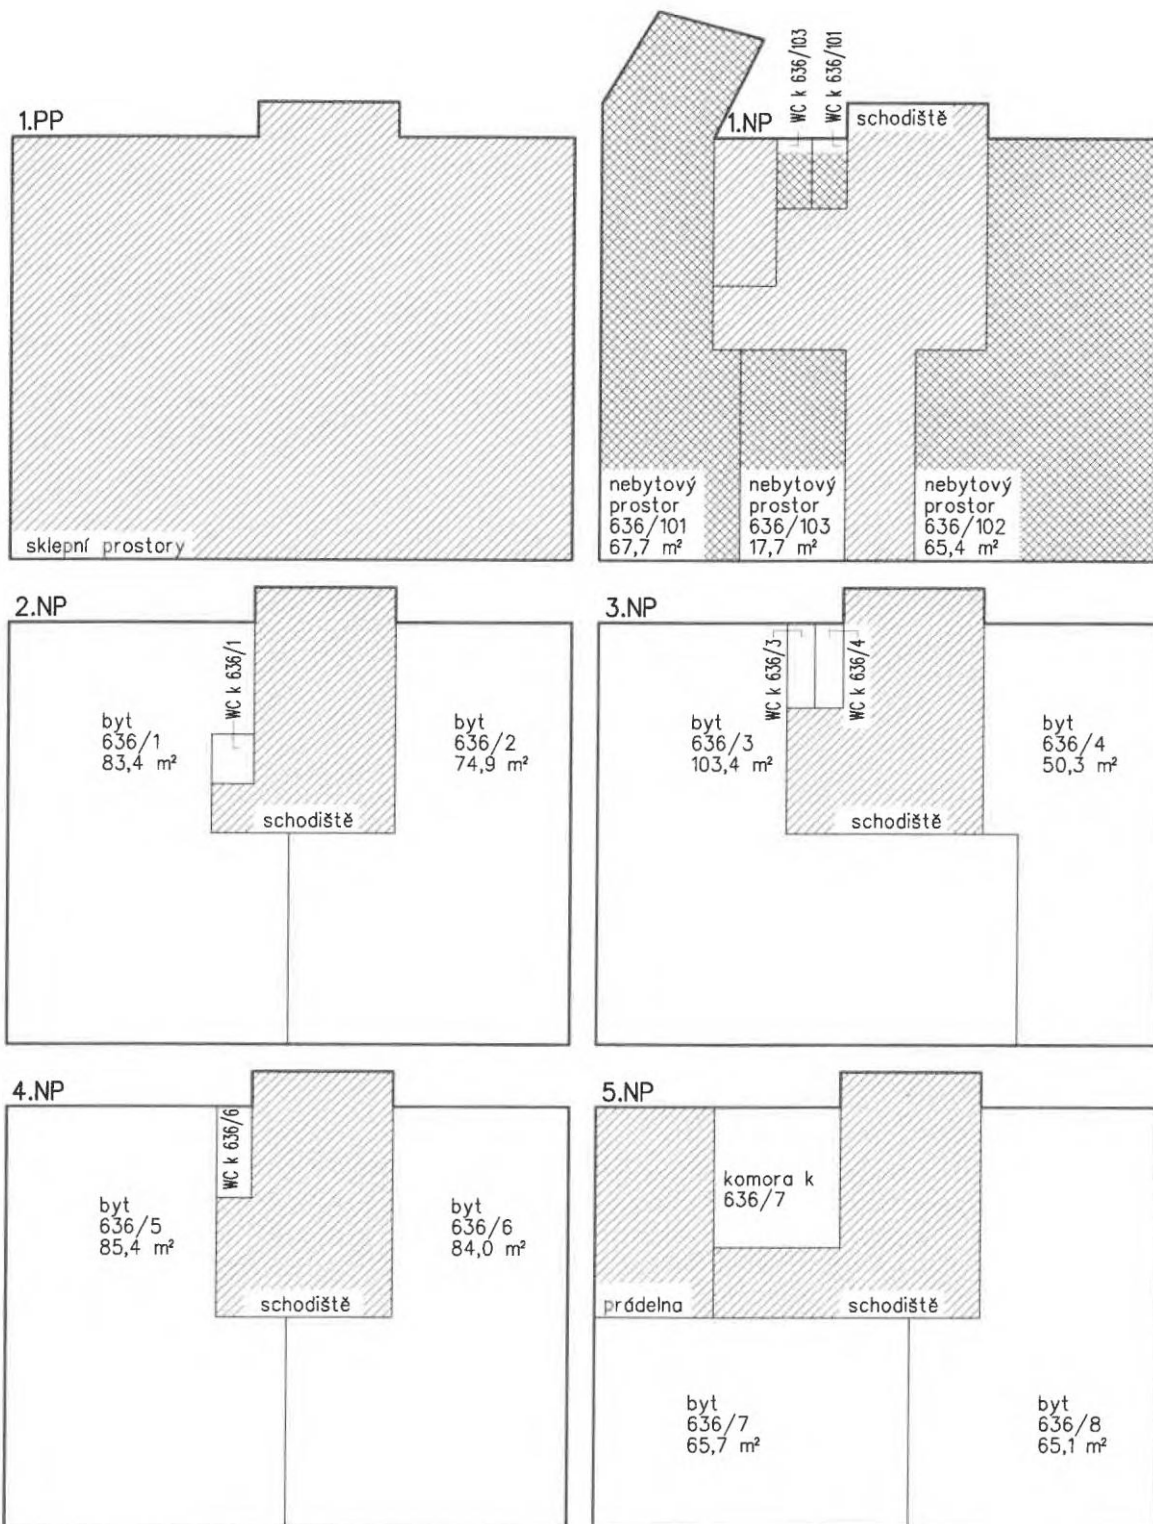 1.PP
sklepní prostory
1.NP
WC k 636/103
WC k 636/101
schodiště
nebytový
prostor
636/101
67,7 m²
nebytový
prostor
636/103
17,7 m²
nebytový
prostor
636/102
65,4 m²
2.NP
WC k 636/1
byt
636/1
83,4 m²
byt
636/2
74,9 m²
schodiště
3.NP
WC k 636/3
WC k 636/4
byt
636/3
103,4 m²
byt
636/4
50,3 m²
schodiště
4.NP
WC k 636/6
byt
636/5
85,4 m²
byt
636/6
84,0 m²
schodiště
5.NP
komora k
636/7
prádelna
schodiště
byt
636/7
65,7 m²
byt
636/8
65,1 m²